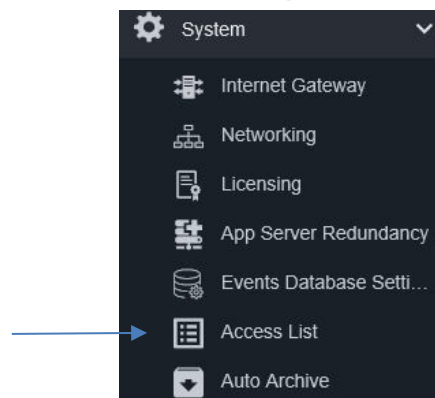 System
Internet Gateway
Networking
Licensing
App Server Redundancy
Events Database Setti...
Access List
Auto Archive